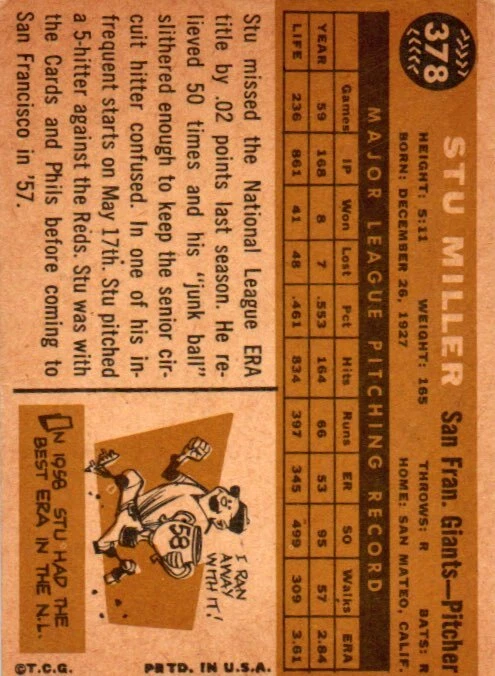 378
STU MILLER San Fran. Giants—Pitcher
HEIGHT: 5:11 WEIGHT: 165 THROWS: R BATS: R
BORN: DECEMBER 26, 1927 HOME: SAN MATEO, CALIF.
MAJOR LEAGUE PITCHING RECORD
Games IP Won Lost Pct Hits Runs ER SO Walks ERA
YEAR 59 168 8 7 .553 164 66 53 95 57 2.84
LIFE 236 861 41 48 .461 834 397 345 499 309 3.61
Stu missed the National League ERA
title by .02 points last season. He re-
lieved 50 times and his "junk ball"
slithered enough to keep the senior cir-
cuit hitter confused. In one of his in-
frequent starts on May 17th. Stu pitched
a 5-hitter against the Reds. Stu was with
the Cards and Phils before coming to
San Francisco in '57.
I RAN
AWAY
WITH IT!
58
IN 1958 STU HAD THE
BEST ERA IN THE N.L.
©T.C.G. PRTD. IN U.S.A.